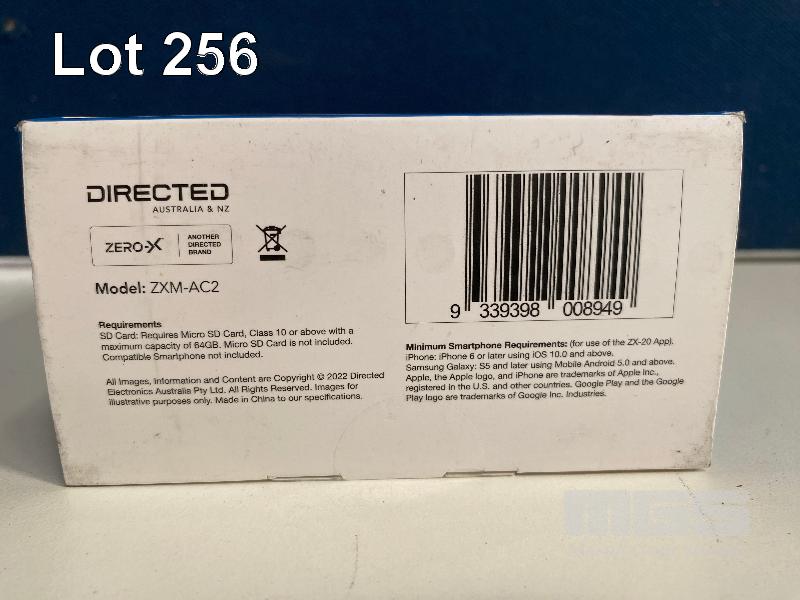 Lot 256
DIRECTED
AUSTRALIA & NZ
ZERO-X
ANOTHER
DIRECTED
BRAND
Model: ZXM-AC2
Requirements
SD Card: Requires Micro SD Card, Class 10 or above with a
maximum capacity of 64GB. Micro SD Card is not included.
Compatible Smartphone not included.
All Images, Information and Content are Copyright © 2022 Directed
Electronics Australia Pty Ltd. All Rights Reserved. Images for
illustrative purposes only. Made in China to our specifications.
9 339398 008949
Minimum Smartphone Requirements: (for use of the ZX-20 App).
iPhone: iPhone 6 or later using iOS 10.0 and above.
Samsung Galaxy: S5 and later using Mobile Android 5.0 and above.
Apple, the Apple logo, and iPhone are trademarks of Apple Inc.,
registered in the U.S. and other countries. Google Play and the Google
Play logo are trademarks of Google Inc. Industries.
MGS